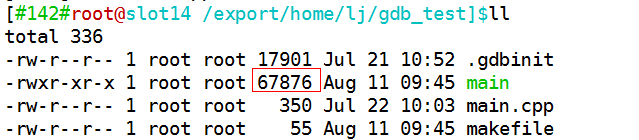 [#142#root@slot14 /export/home/lj/gdb_test]$ll
total 336
-rw-r--r-- 1 root root 17901 Jul 21 10:52 .gdbinit
-rwxr-xr-x 1 root root 67876 Aug 11 09:45 main
-rw-r--r-- 1 root root   350 Jul 22 10:03 main.cpp
-rw-r--r-- 1 root root    55 Aug 11 09:45 makefile